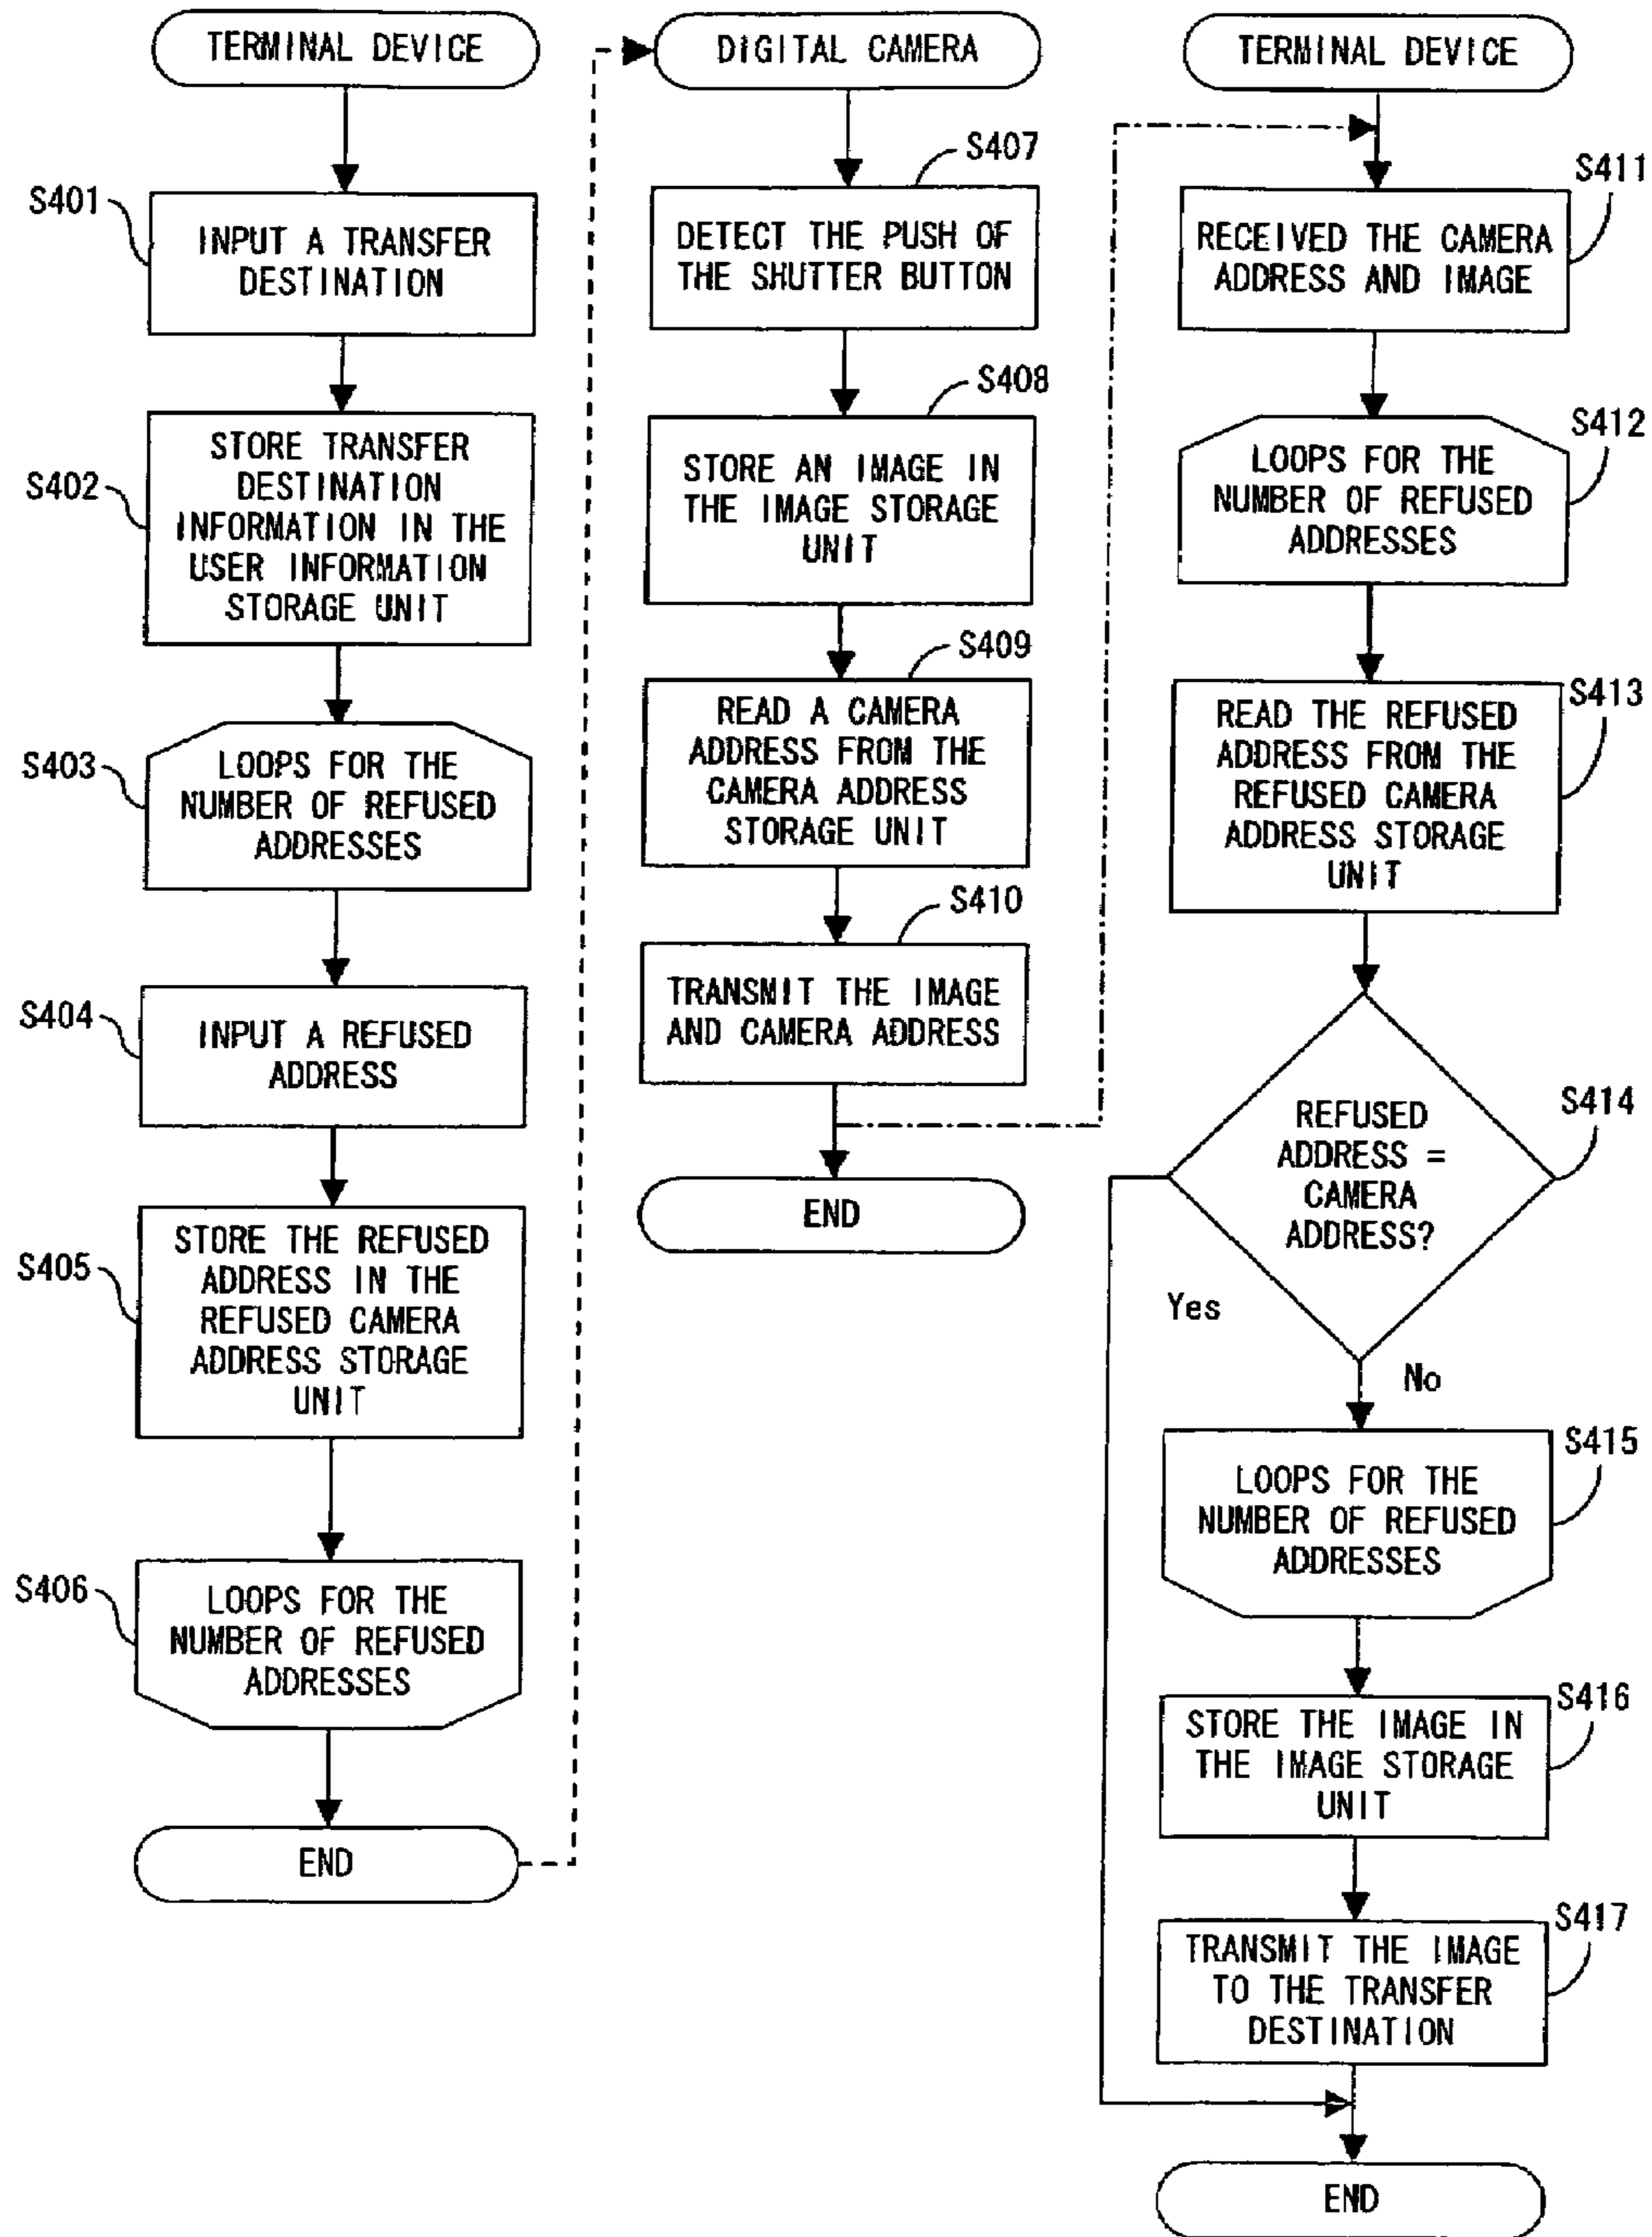 TERMINAL DEVICE
S401
INPUT A TRANSFER
DESTINATION
S402
STORE TRANSFER
DESTINATION
INFORMATION IN THE
USER INFORMATION
STORAGE UNIT
S403
LOOPS FOR THE
NUMBER OF REFUSED
ADDRESSES
S404
INPUT A REFUSED
ADDRESS
S405
STORE THE REFUSED
ADDRESS IN THE
REFUSED CAMERA
ADDRESS STORAGE
UNIT
S406
LOOPS FOR THE
NUMBER OF REFUSED
ADDRESSES
END
DIGITAL CAMERA
S407
DETECT THE PUSH OF
THE SHUTTER BUTTON
S408
STORE AN IMAGE IN
THE IMAGE STORAGE
UNIT
S409
READ A CAMERA
ADDRESS FROM THE
CAMERA ADDRESS
STORAGE UNIT
S410
TRANSMIT THE IMAGE
AND CAMERA ADDRESS
END
TERMINAL DEVICE
S411
RECEIVED THE CAMERA
ADDRESS AND IMAGE
S412
LOOPS FOR THE
NUMBER OF REFUSED
ADDRESSES
S413
READ THE REFUSED
ADDRESS FROM THE
REFUSED CAMERA
ADDRESS STORAGE
UNIT
S414
REFUSED
ADDRESS =
CAMERA
ADDRESS?
Yes
No
S415
LOOPS FOR THE
NUMBER OF REFUSED
ADDRESSES
S416
STORE THE IMAGE IN
THE IMAGE STORAGE
UNIT
S417
TRANSMIT THE IMAGE
TO THE TRANSFER
DESTINATION
END